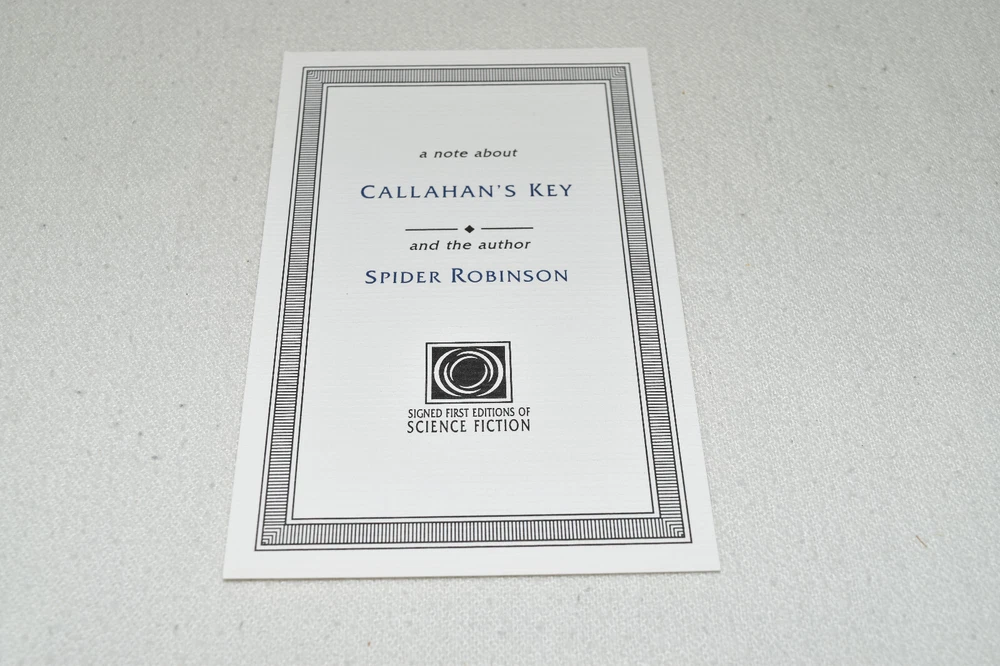 a note about
CALLAHAN'S KEY
and the author
SPIDER ROBINSON
SIGNED FIRST EDITIONS OF
SCIENCE FICTION